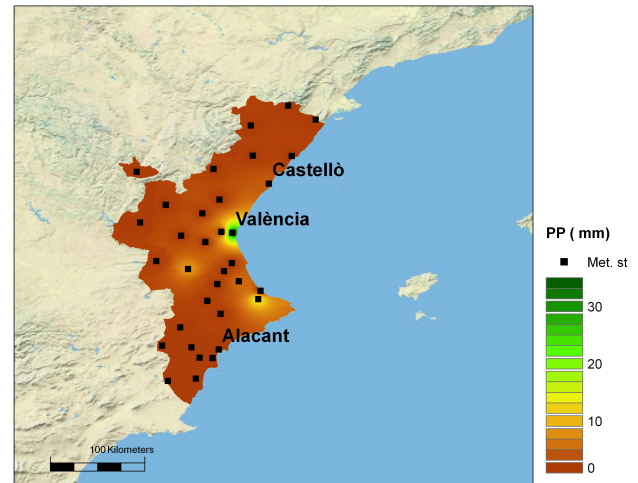 Castellò
València
Alacant
100 Kilometers
PP ( mm)
Met. st
30
20
10
0